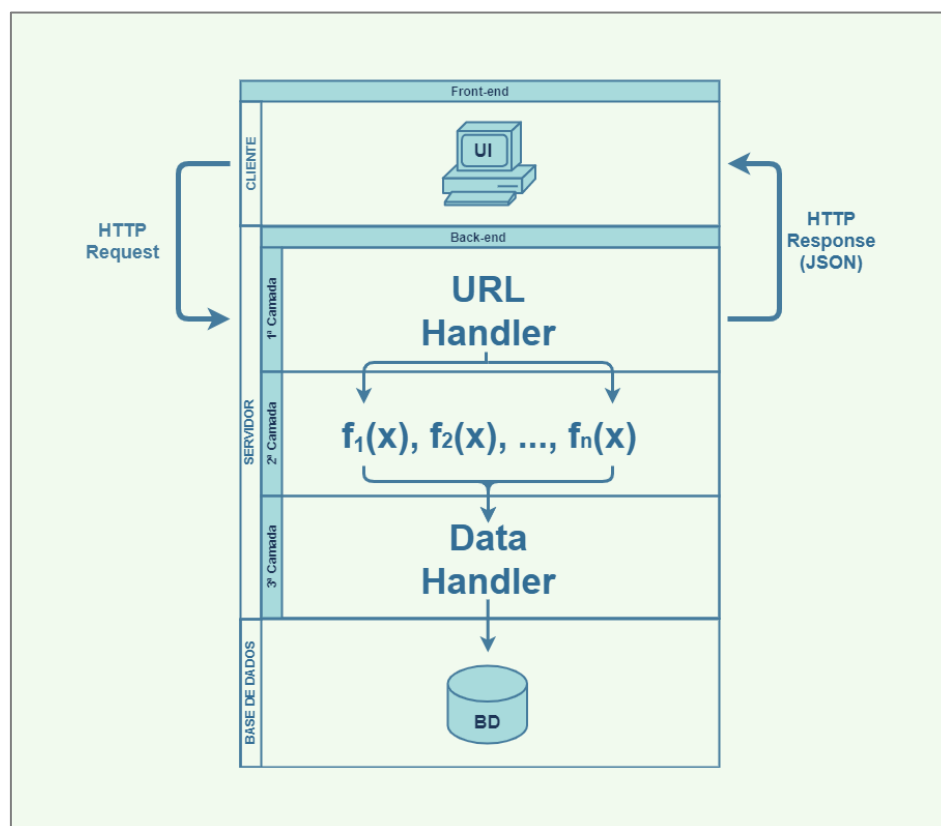 Front-end
CLIENTE
UI
HTTP
Request
HTTP
Response
(JSON)
Back-end
SERVIDOR
1ª Camada
URL
Handler
2ª Camada
f₁(x), f₂(x), ..., fₙ(x)
3ª Camada
Data
Handler
BASE DE DADOS
BD